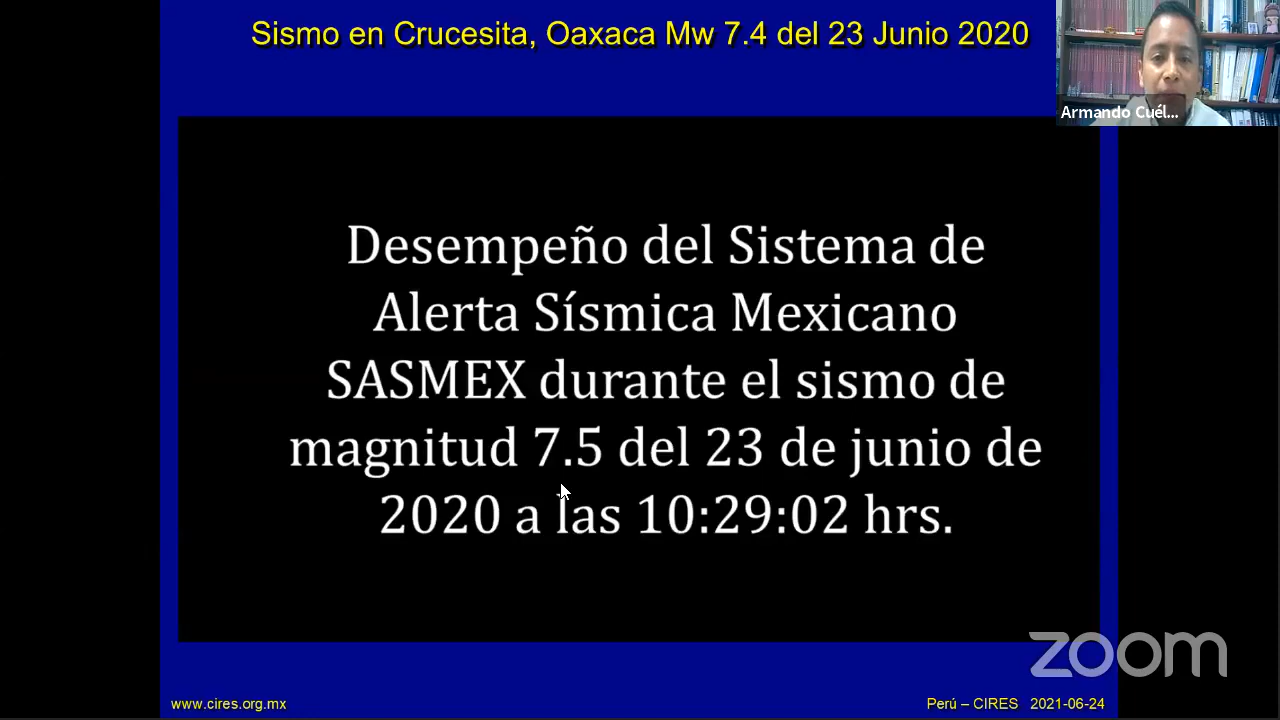 Sismo en Crucesita, Oaxaca Mw 7.4 del 23 Junio 2020
Armando Cuél...
Desempeño del Sistema de
Alerta Sísmica Mexicano
SASMEX durante el sismo de
magnitud 7.5 del 23 de junio de
2020 a las 10:29:02 hrs.
zoom
www.cires.org.mx
Perú – CIRES 2021-06-24